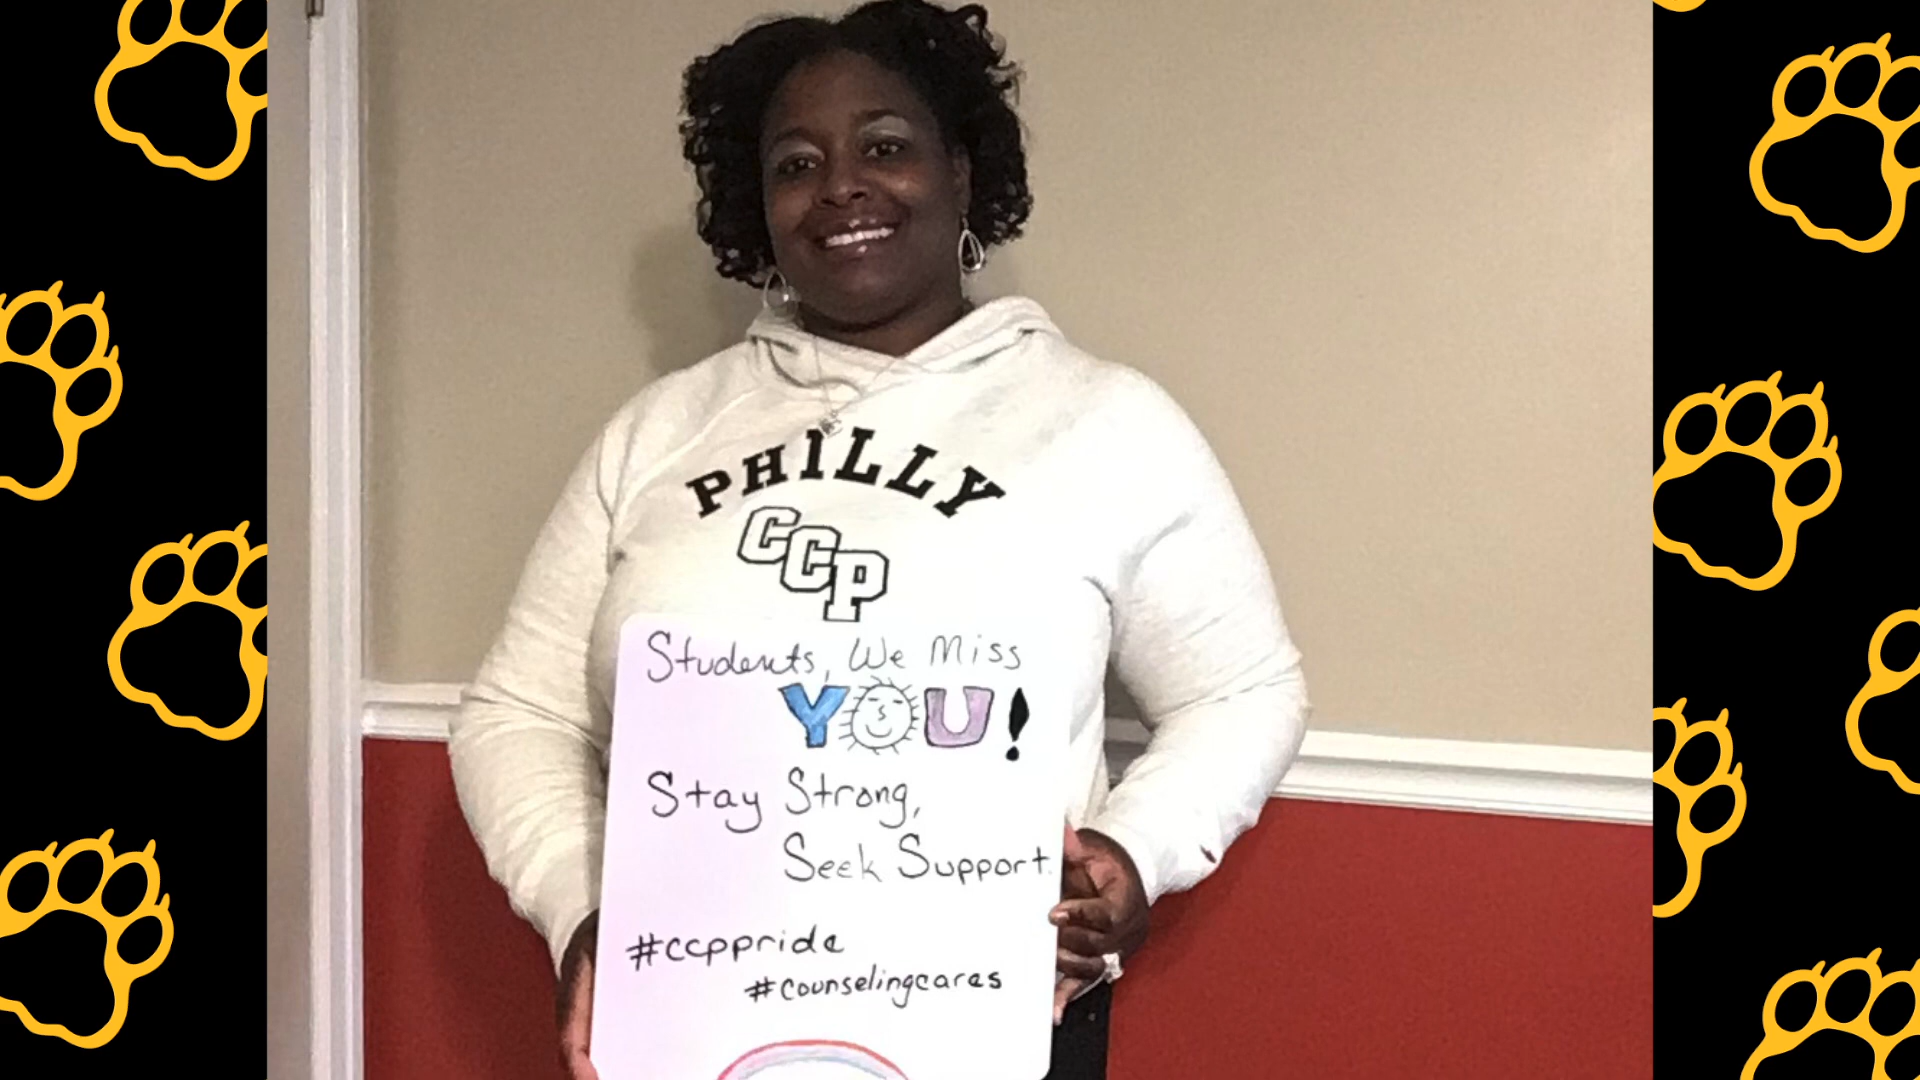 PHILLY
CCP
Students, We Miss
YOU!
Stay Strong,
Seek Support.
#ccppride
#counselingcares